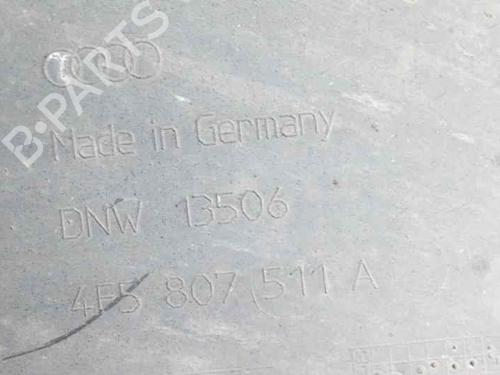 B-PARTS
Made in Germany
DNW 13506
4F5 807 511 A